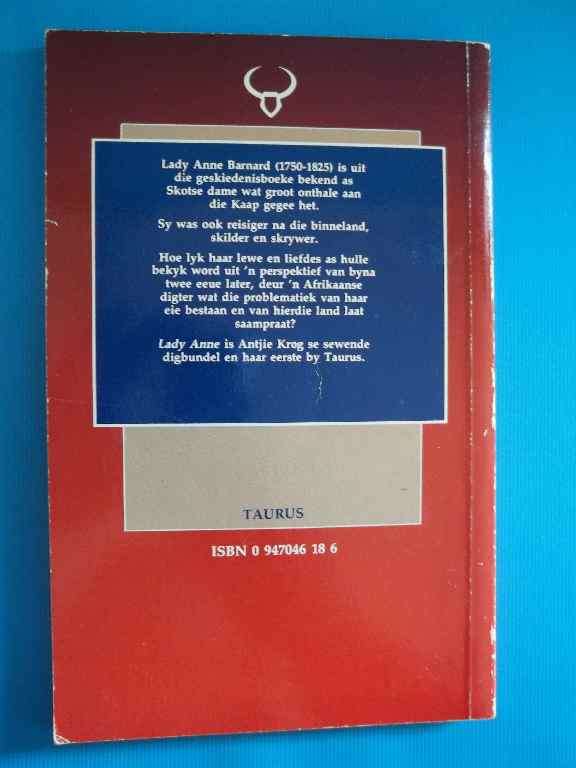 Lady Anne Barnard (1750-1825) is uit
die geskiedenisboeke bekend as
Skotse dame wat groot onthale aan
die Kaap gegee het.
Sy was ook reisiger na die binneland,
skilder en skrywer.
Hoe lyk haar lewe en liefdes as hulle
bekyk word uit 'n perspektief van byna
twee eeue later, deur 'n Afrikaanse
digter wat die problematiek van haar
eie bestaan en van hierdie land laat
saampraat?
Lady Anne is Antjie Krog se sewende
digbundel en haar eerste by Taurus.
TAURUS
ISBN 0 947046 18 6